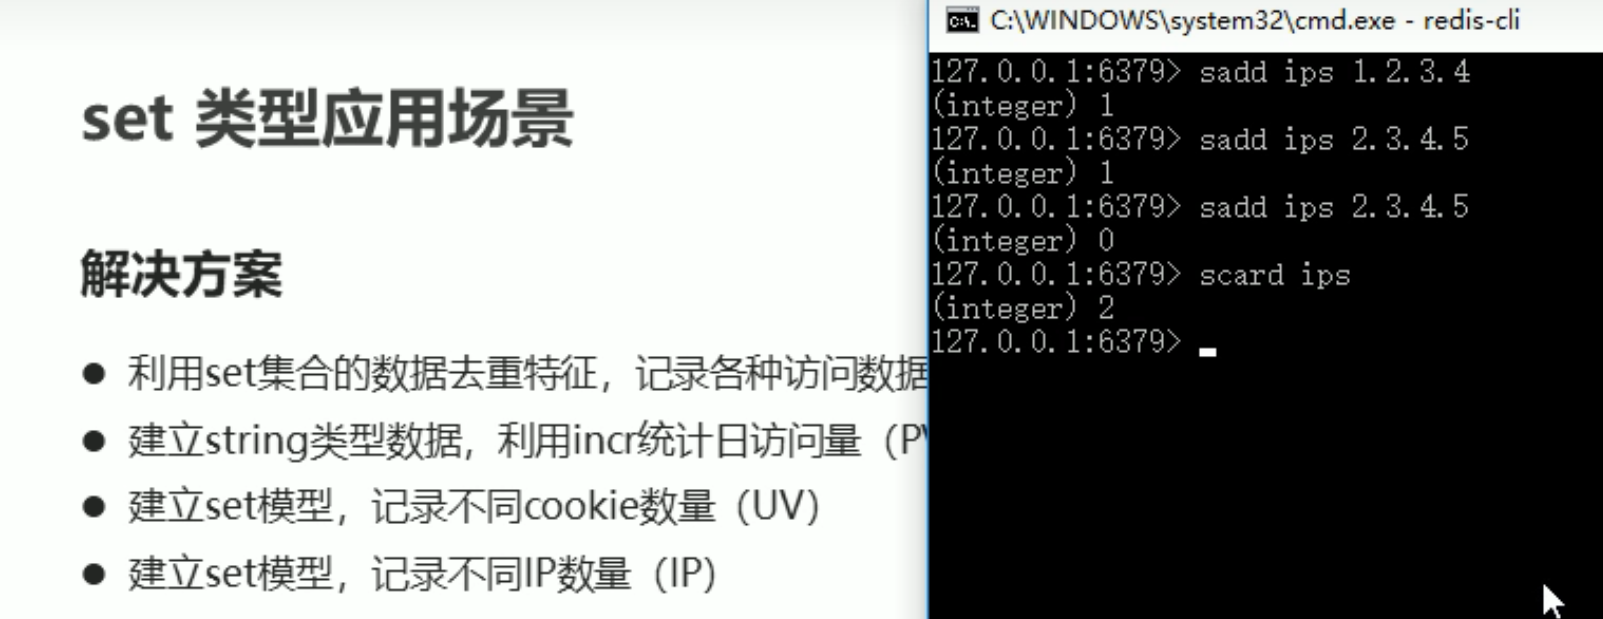 set 类型应用场景
解决方案
● 利用set集合的数据去重特征，记录各种访问数据
● 建立string类型数据，利用incr统计日访问量（P
● 建立set模型，记录不同cookie数量（UV）
● 建立set模型，记录不同IP数量（IP）
C:\WINDOWS\system32\cmd.exe - redis-cli
127.0.0.1:6379> sadd ips 1.2.3.4
(integer) 1
127.0.0.1:6379> sadd ips 2.3.4.5
(integer) 1
127.0.0.1:6379> sadd ips 2.3.4.5
(integer) 0
127.0.0.1:6379> scard ips
(integer) 2
127.0.0.1:6379>